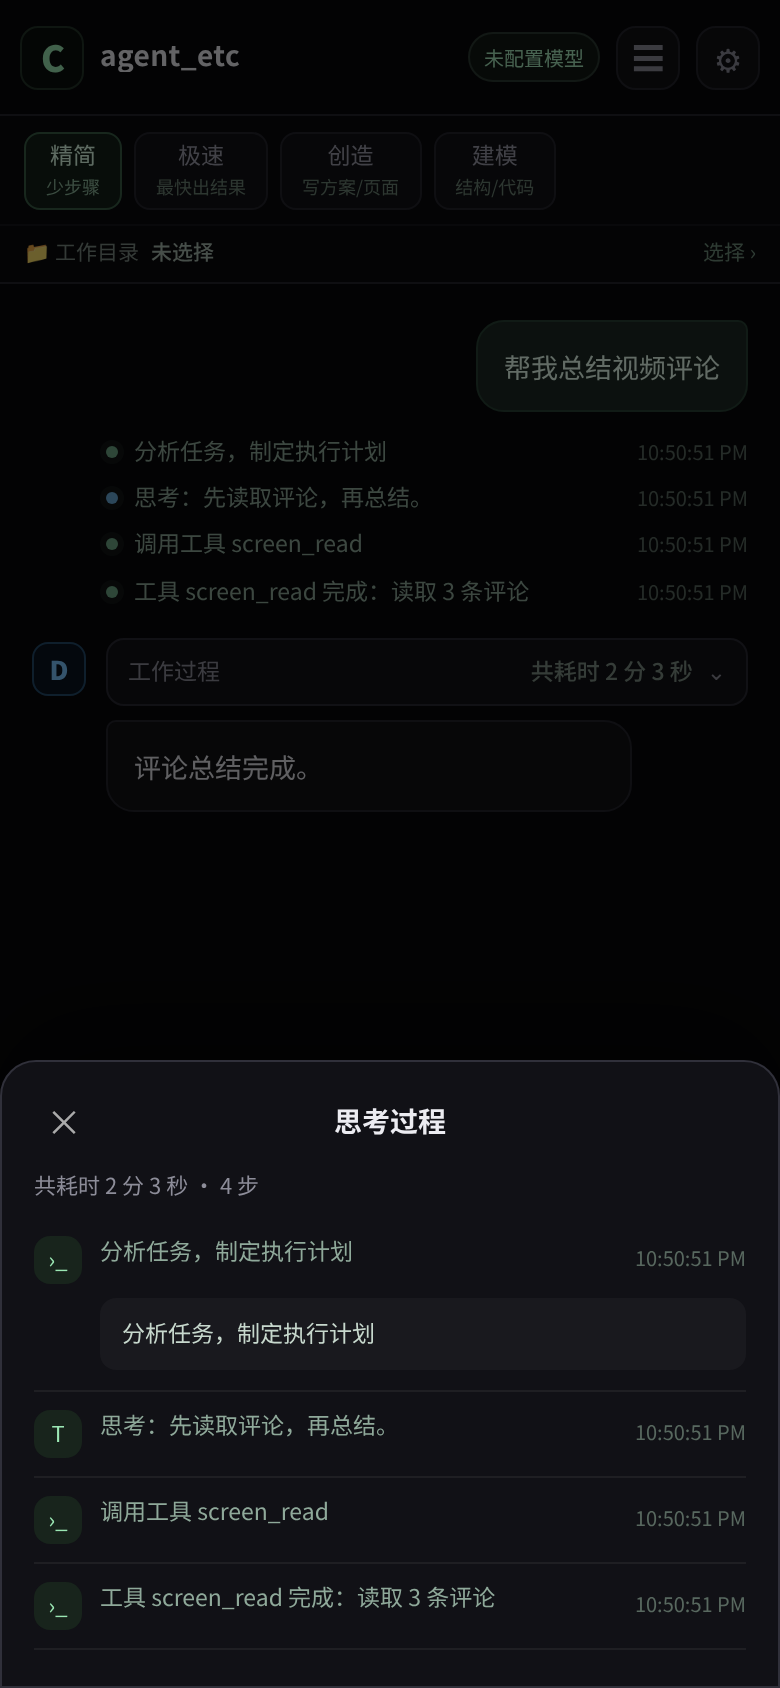 C agent_etc 未配置模型 ☰ ⚙
精简 极速 创造 建模
少步骤 最快出结果 写方案/页面 结构/代码
📁 工作目录 未选择 选择 ›
帮我总结视频评论
分析任务，制定执行计划 10:50:51 PM
思考：先读取评论，再总结。 10:50:51 PM
调用工具 screen_read 10:50:51 PM
工具 screen_read 完成：读取 3 条评论 10:50:51 PM
D 工作过程 共耗时 2 分 3 秒 ⌄
评论总结完成。
思考过程
共耗时 2 分 3 秒 · 4 步
›_ 分析任务，制定执行计划 10:50:51 PM
分析任务，制定执行计划
T 思考：先读取评论，再总结。 10:50:51 PM
›_ 调用工具 screen_read 10:50:51 PM
›_ 工具 screen_read 完成：读取 3 条评论 10:50:51 PM